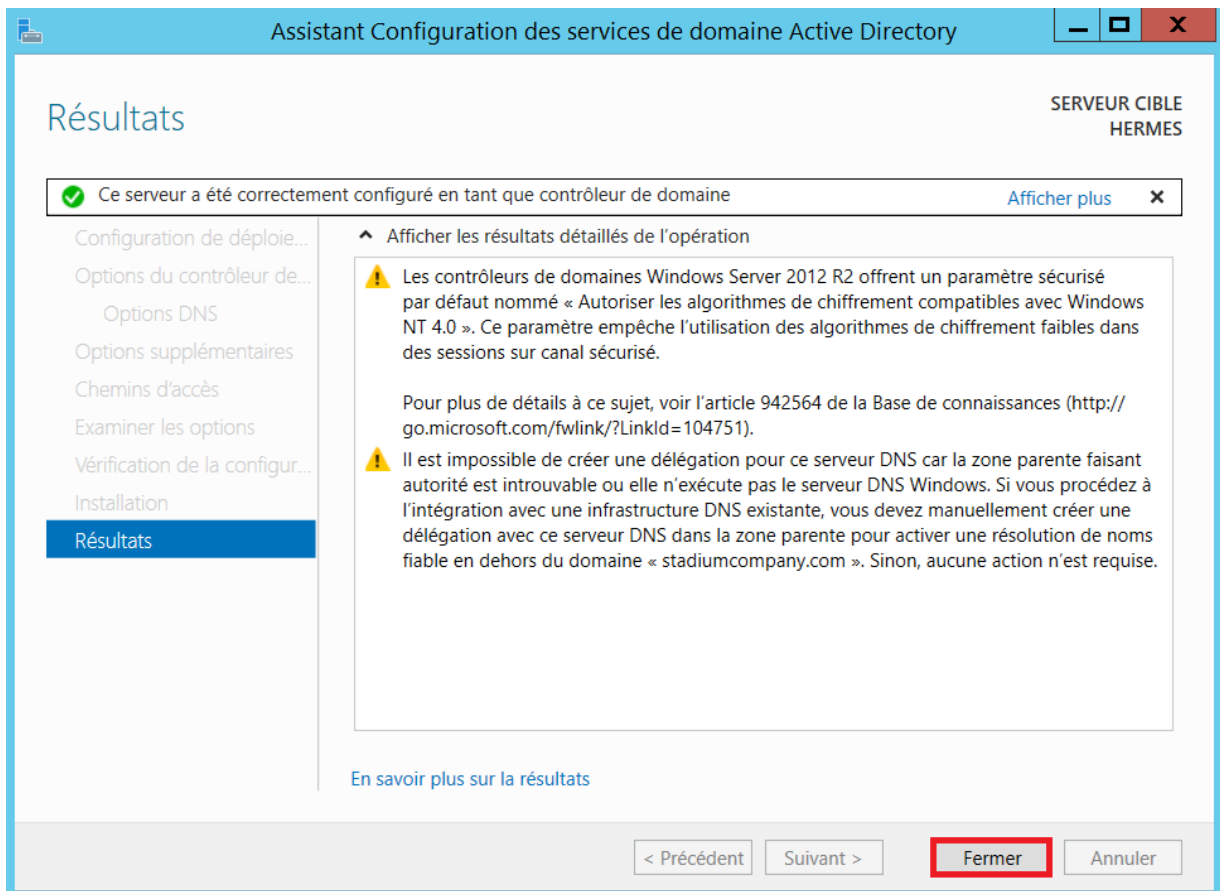 Assistant Configuration des services de domaine Active Directory
Résultats
SERVEUR CIBLE
HERMES
Ce serveur a été correctement configuré en tant que contrôleur de domaine
Afficher plus
Configuration de déploie...
Options du contrôleur de...
Options DNS
Options supplémentaires
Chemins d'accès
Examiner les options
Vérification de la configur...
Installation
Résultats
Afficher les résultats détaillés de l'opération
Les contrôleurs de domaines Windows Server 2012 R2 offrent un paramètre sécurisé
par défaut nommé « Autoriser les algorithmes de chiffrement compatibles avec Windows
NT 4.0 ». Ce paramètre empêche l'utilisation des algorithmes de chiffrement faibles dans
des sessions sur canal sécurisé.
Pour plus de détails à ce sujet, voir l'article 942564 de la Base de connaissances (http://
go.microsoft.com/fwlink/?LinkId=104751).
Il est impossible de créer une délégation pour ce serveur DNS car la zone parente faisant
autorité est introuvable ou elle n'exécute pas le serveur DNS Windows. Si vous procédez à
l'intégration avec une infrastructure DNS existante, vous devez manuellement créer une
délégation avec ce serveur DNS dans la zone parente pour activer une résolution de noms
fiable en dehors du domaine « stadiumcompany.com ». Sinon, aucune action n'est requise.
En savoir plus sur la résultats
< Précédent
Suivant >
Fermer
Annuler